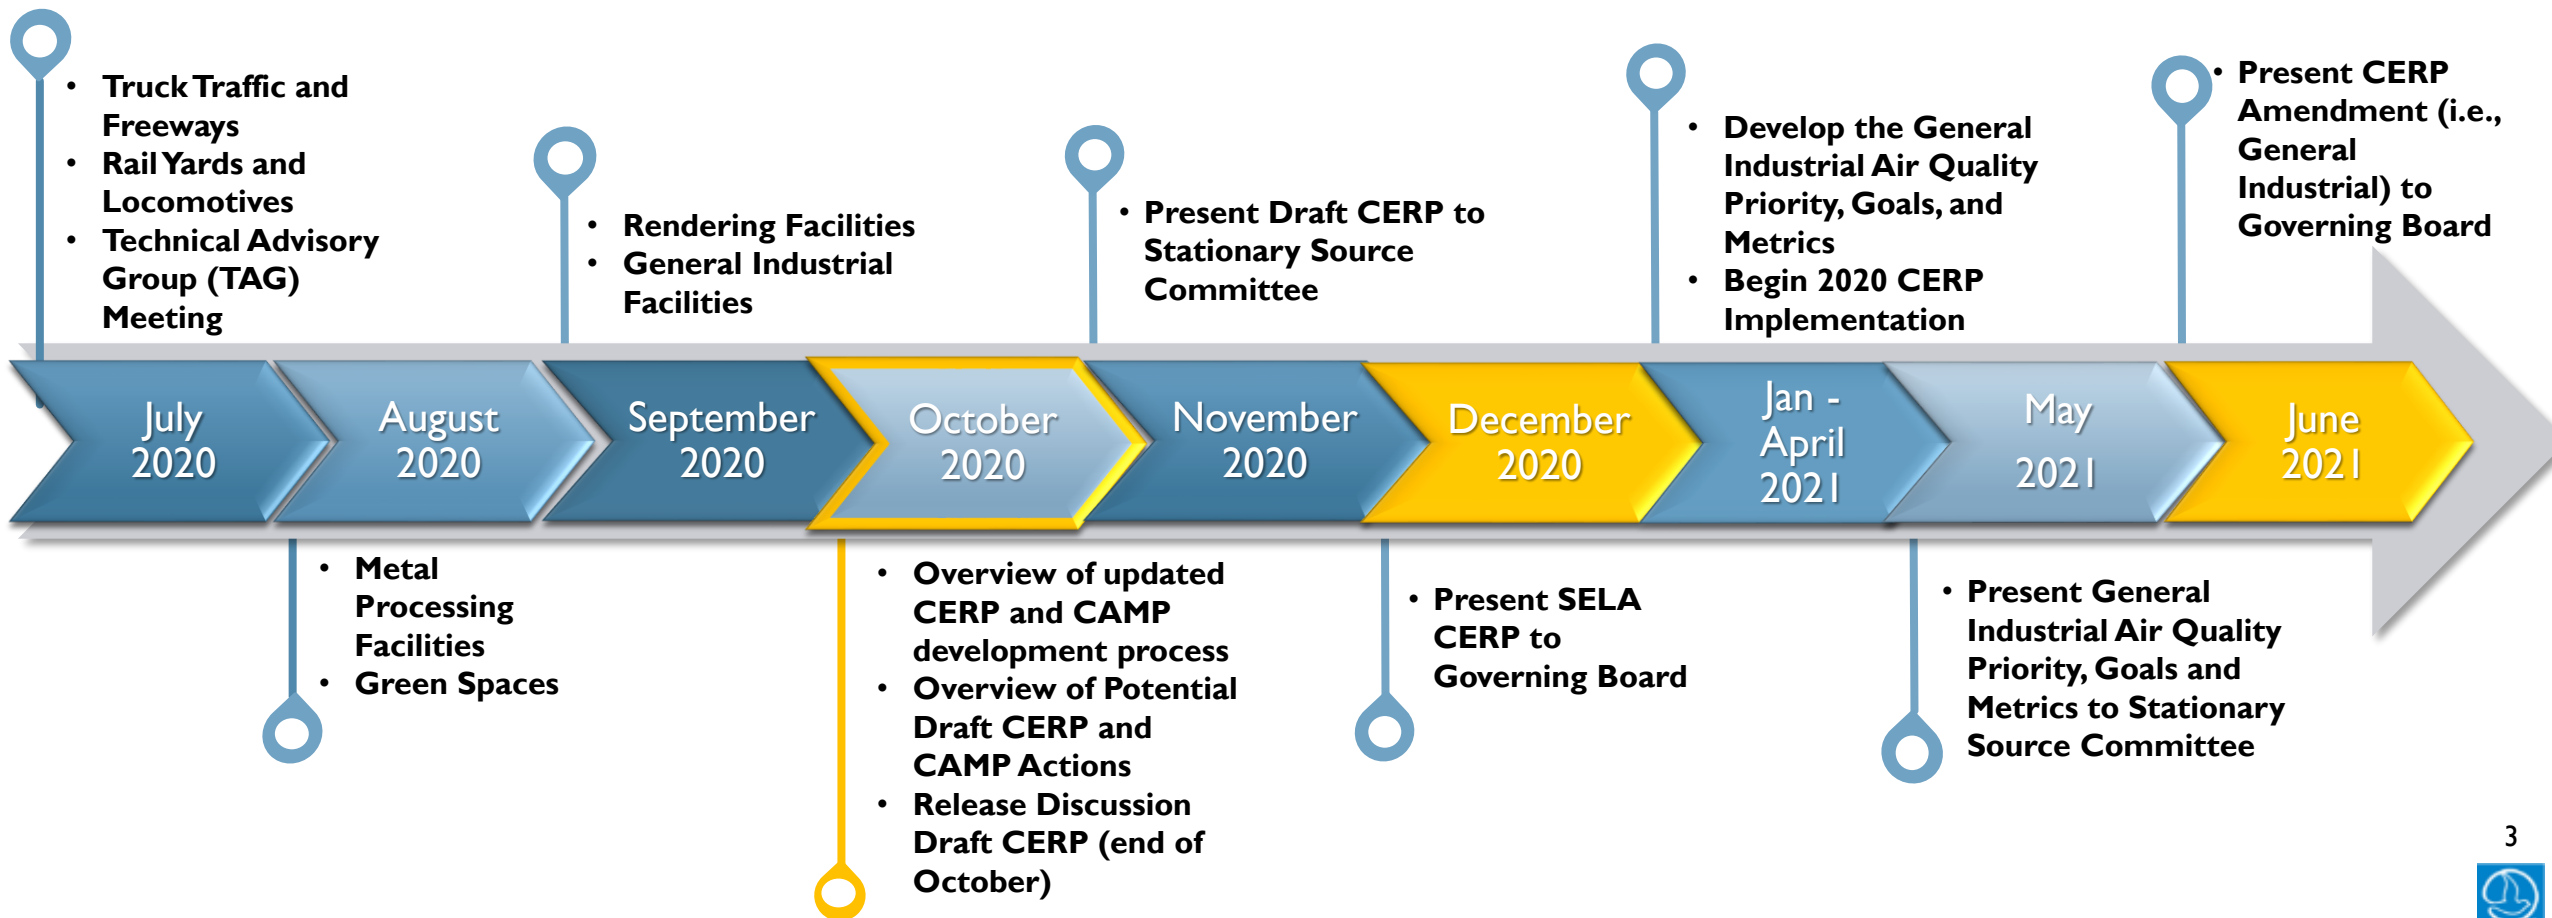 • Truck Traffic and
Freeways
• Rail Yards and
Locomotives
• Technical Advisory
Group (TAG)
Meeting
• Rendering Facilities
• General Industrial
Facilities
• Present Draft CERP to
Stationary Source
Committee
• Develop the General
Industrial Air Quality
Priority, Goals, and
Metrics
• Begin 2020 CERP
Implementation
• Present CERP
Amendment (i.e.,
General
Industrial) to
Governing Board
July
2020
August
2020
September
2020
October
2020
November
2020
December
2020
Jan -
April
2021
May
2021
June
2021
• Metal
Processing
Facilities
• Green Spaces
• Overview of updated
CERP and CAMP
development process
• Overview of Potential
Draft CERP and
CAMP Actions
• Release Discussion
Draft CERP (end of
October)
• Present SELA
CERP to
Governing Board
• Present General
Industrial Air Quality
Priority, Goals and
Metrics to Stationary
Source Committee
3